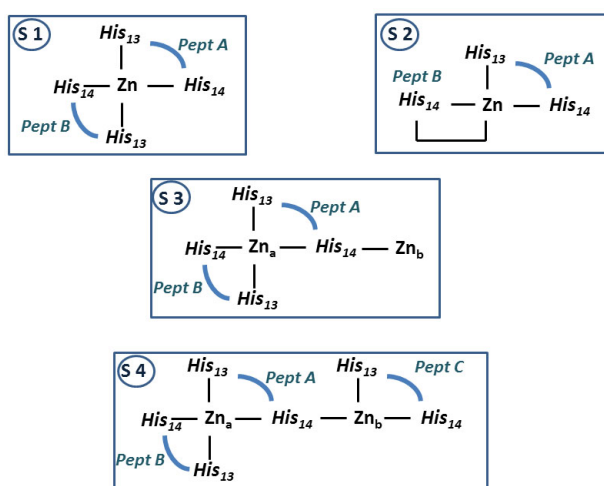 S 1
His13
Pept A
His14 Zn His14
Pept B
His13
S 2
His13
Pept B
Pept A
His14 Zn His14
S 3
His13
Pept A
His14 Zna His14 Znb
Pept B
His13
S 4
His13
Pept A
His13
Pept C
His14 Zna His14 Znb His14
Pept B
His13